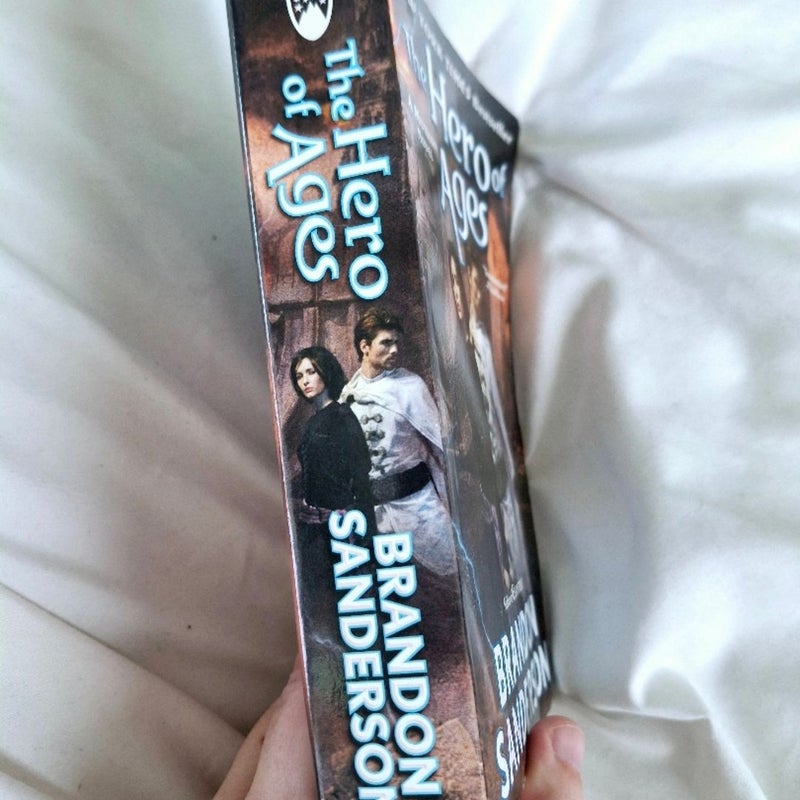 The Hero
of Ages
BRANDON
SANDERSON
The
Hero of
Ages
BRANDON
SANDERSON